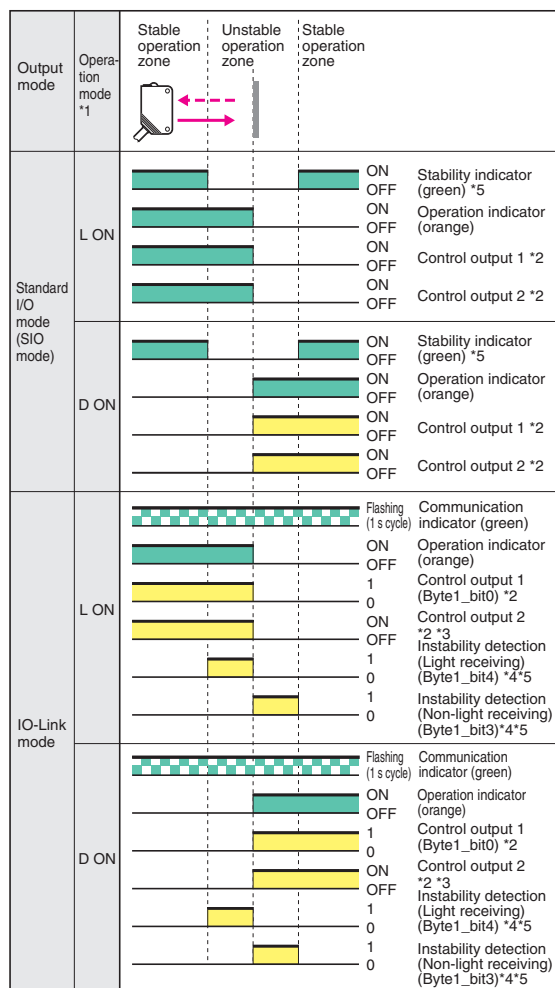 Output
mode
Opera-
tion
mode
*1
Stable
operation
zone
Unstable
operation
zone
Stable
operation
zone
Standard
I/O
mode
(SIO
mode)
L ON
ON
OFF
Stability indicator
(green) *5
ON
OFF
Operation indicator
(orange)
ON
OFF
Control output 1 *2
ON
OFF
Control output 2 *2
D ON
ON
OFF
Stability indicator
(green) *5
ON
OFF
Operation indicator
(orange)
ON
OFF
Control output 1 *2
ON
OFF
Control output 2 *2
IO-Link
mode
L ON
Flashing
(1 s cycle)
Communication
indicator (green)
ON
OFF
Operation indicator
(orange)
1
0
Control output 1
(Byte1_bit0) *2
ON
OFF
Control output 2
*2 *3
1
0
Instability detection
(Light receiving)
(Byte1_bit4) *4*5
1
0
Instability detection
(Non-light receiving)
(Byte1_bit3)*4*5
D ON
Flashing
(1 s cycle)
Communication
indicator (green)
ON
OFF
Operation indicator
(orange)
1
0
Control output 1
(Byte1_bit0) *2
ON
OFF
Control output 2
*2 *3
1
0
Instability detection
(Light receiving)
(Byte1_bit4) *4*5
1
0
Instability detection
(Non-light receiving)
(Byte1_bit3)*4*5